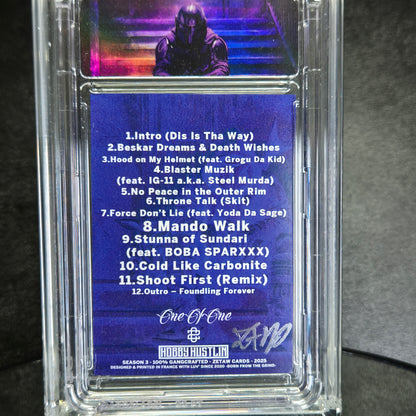 1.Intro (Dis Is Tha Way)
2.Beskar Dreams & Death Wishes
3.Hood on My Helmet (feat. Grogu Da Kid)
4.Blaster Muzik
(feat. IG-11 a.k.a. Steel Murda)
5.No Peace in the Outer Rim
6.Throne Talk (Skit)
7.Force Don't Lie (feat. Yoda Da Sage)
8.Mando Walk
9.Stunna of Sundari
(feat. BOBA SPARXXX)
10.Cold Like Carbonite
11.Shoot First (Remix)
12.Outro – Foundling Forever
One Of One
HOBBY HUSTLIN
SEASON 3 - 100% GANGCRAFTED - ZETAW CARDS - 2025
DESIGNED & PRINTED IN FRANCE WITH LUV' SINCE 2020 -BORN FROM THE GRIND-